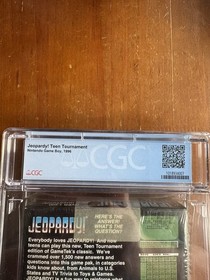 Jeopardy! Teen Tournament
Nintendo Game Boy, 1996
CGC
CGC
JEOPARDY!
HERE'S THE
ANSWER!
WHAT'S THE
QUESTION?
Everybody loves JEOPARDY! And now
teens can play this new, Teen Tournament
edition of GameTek's classic. We've
crammed over 1,500 new answers and
questions into this game pak, in categories
kids know about, from Animals to U.S.
States and TV Trivia to Toys & Games.